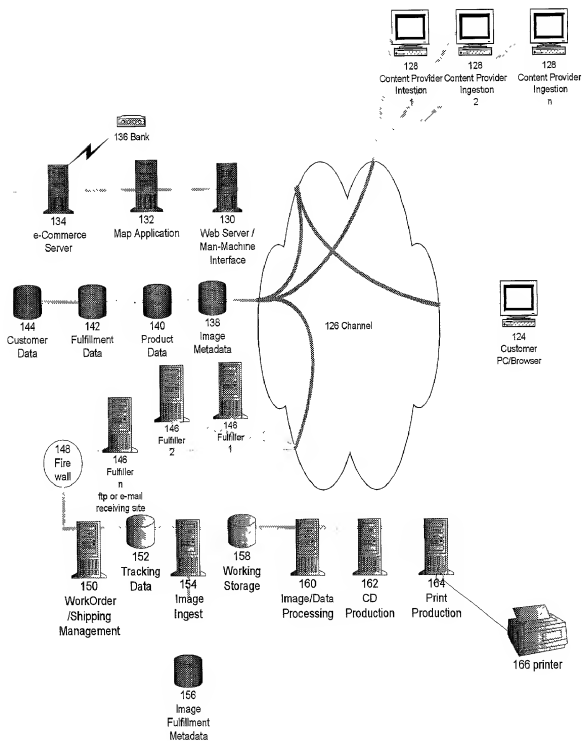 128
Content Provider
Intestion
1
128
Content Provider
Ingestion
2
128
Content Provider
Ingestion
n
136 Bank
134
e-Commerce
Server
132
Map Application
130
Web Server /
Man-Machine
Interface
144
Customer
Data
142
Fulfillment
Data
140
Product
Data
138
Image
Metadata
126 Channel
124
Customer
PC/Browser
146
Fulfiller
1
146
Fulfiller
2
146
Fulfiller
n
ftp or e-mail
receiving site
148
Fire
wall
150
WorkOrder
/Shipping
Management
152
Tracking
Data
154
Image
Ingest
158
Working
Storage
160
Image/Data
Processing
162
CD
Production
164
Print
Production
166 printer
156
Image
Fulfillment
Metadata